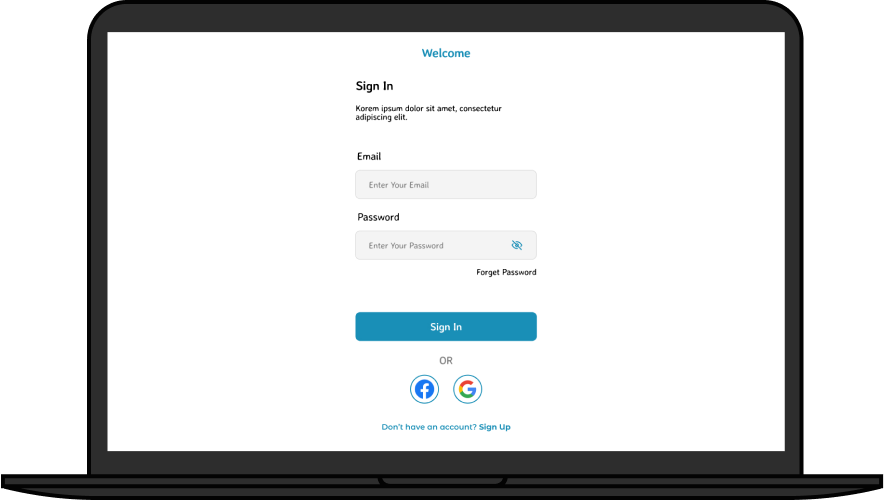 Welcome
Sign In
Korem ipsum dolor sit amet, consectetur
adipiscing elit.
Email
Enter Your Email
Password
Enter Your Password
Forget Password
Sign In
OR
Don't have an account? Sign Up